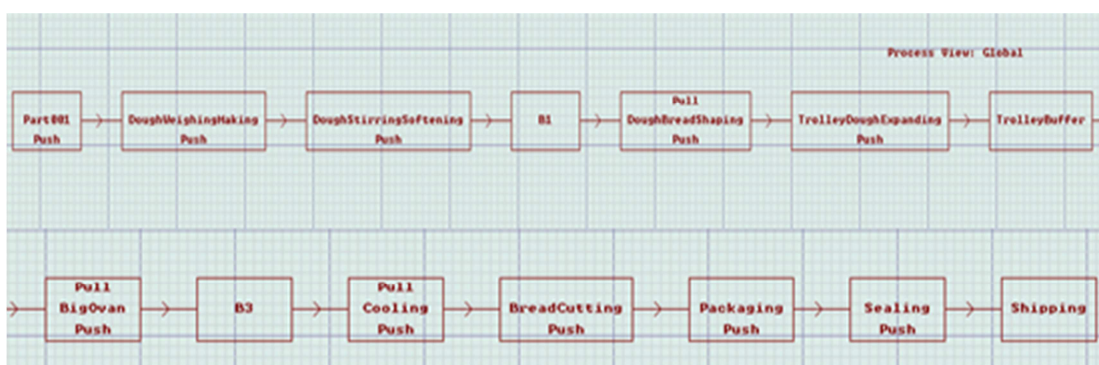 Process View: Global
Part001
Push
DoughWeighingMaking
Push
DoughStirringSoftening
Push
B1
Pull
DoughBreadShaping
Push
TrolleyDoughExpanding
Push
TrolleyBuffer
Pull
BigOvan
Push
B3
Pull
Cooling
Push
BreadCutting
Push
Packaging
Push
Sealing
Push
Shipping